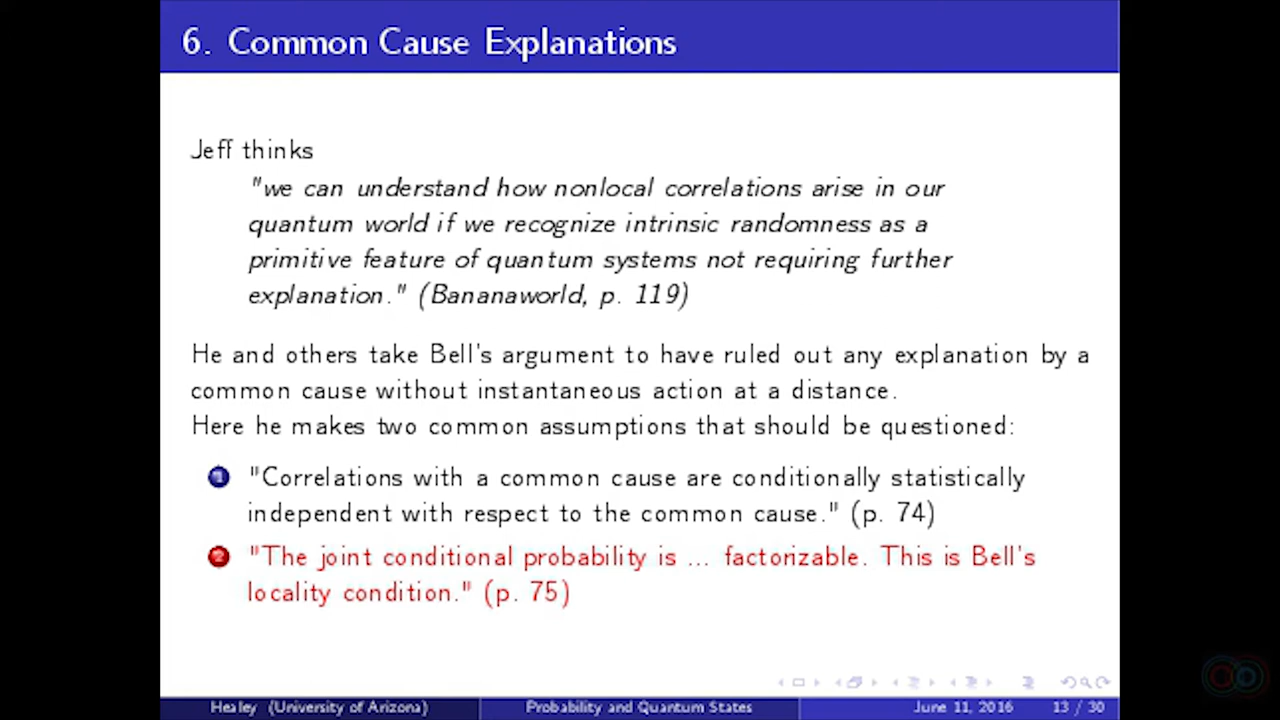 6. Common Cause Explanations
Jeff thinks
"we can understand how nonlocal correlations arise in our
quantum world if we recognize intrinsic randomness as a
primitive feature of quantum systems not requiring further
explanation." (Bananaworld, p. 119)
He and others take Bell's argument to have ruled out any explanation by a
common cause without instantaneous action at a distance.
Here he makes two common assumptions that should be questioned:
1 "Correlations with a common cause are conditionally statistically
independent with respect to the common cause." (p. 74)
2 "The joint conditional probability is ... factorizable. This is Bell's
locality condition." (p. 75)
Healey (University of Arizona) Probability and Quantum States June 11, 2016 13 / 30